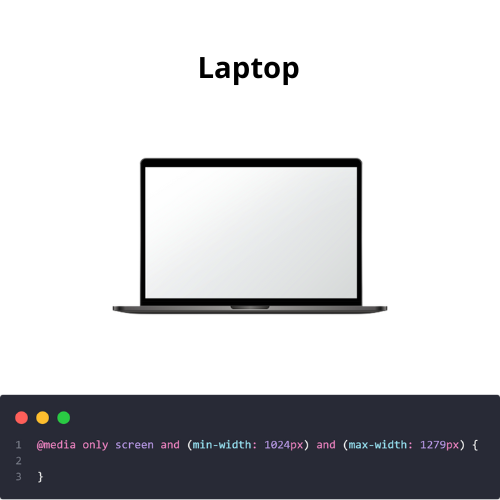 Laptop
1 @media only screen and (min-width: 1024px) and (max-width: 1279px) {
2
3 }